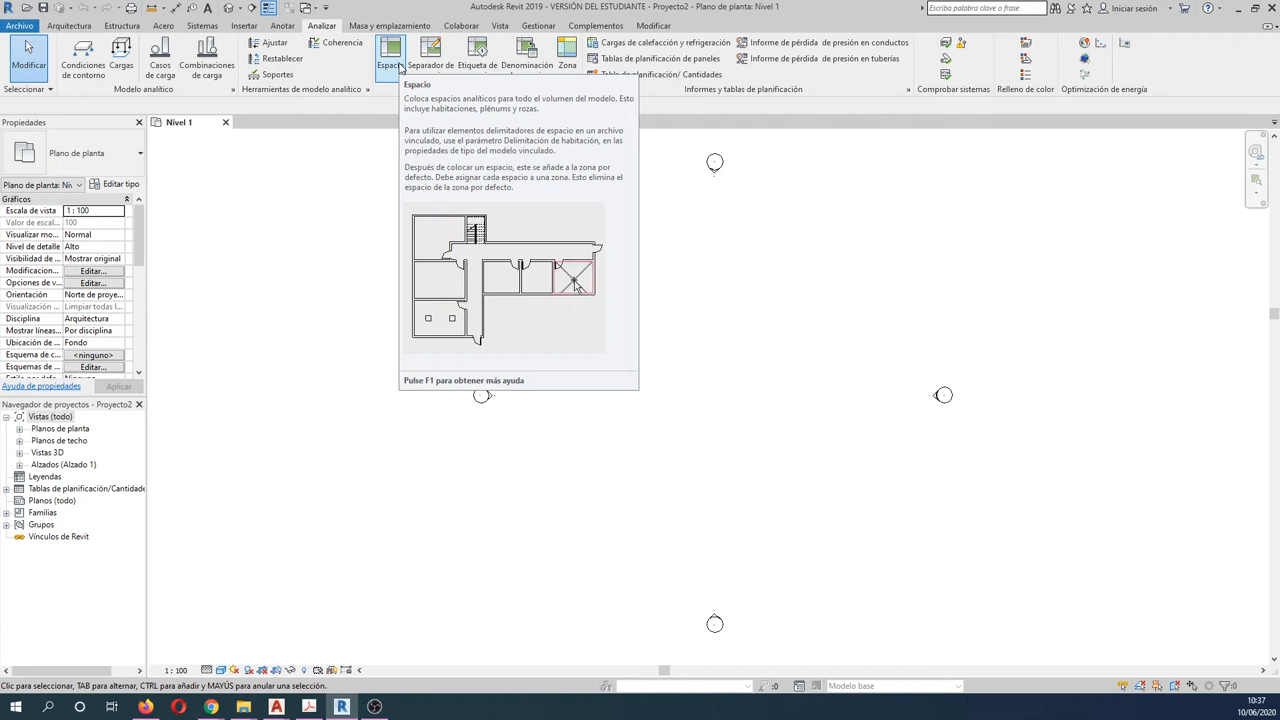 Autodesk Revit 2019 - VERSIÓN DEL ESTUDIANTE - Proyecto2 - Plano de planta: Nivel 1
Escriba palabra clave o frase
Iniciar sesión
Archivo Arquitectura Estructura Acero Sistemas Insertar Anotar Analizar Masa y emplazamiento Vista Colaborar Gestionar Complementos Modificar
Modificar
Condiciones de contorno
Cargas
Casos de carga
Combinaciones de carga
Ajustar
Restablecer
Soportes
Coherencia
Espacio
Separador de
Etiqueta de
Denominación
Zona
Cargas de calefacción y refrigeración
Tablas de planificación de paneles
Tabla de planificación/ Cantidades
Informe de pérdida de presión en conductos
Informe de pérdida de presión en tuberías
Seleccionar
Modelo analítico
Herramientas de modelo analítico
Informes y tablas de planificación
Comprobar sistemas
Relleno de color
Optimización de energía
Espacio
Coloca espacios analíticos para todo el volumen del modelo. Esto
incluye habitaciones, plénums y rozas.
Para utilizar elementos delimitadores de espacio en un archivo
vinculado, use el parámetro Delimitación de habitación, en las
propiedades de tipo del modelo vinculado.
Después de colocar un espacio, este se añade a la zona por
defecto. Debe asignar cada espacio a una zona. Esto elimina el
espacio de la zona por defecto.
Pulse F1 para obtener más ayuda
Propiedades
Nivel 1
Plano de planta
Plano de planta: Niv
Editar tipo
Gráficos
Escala de vista 1 : 100
Valor de escal... 100
Visualizar mo... Normal
Nivel de detalle Alto
Visibilidad de ... Mostrar original
Modificacion... Editar...
Opciones de v... Editar...
Orientación Norte de proye...
Visualización ... Limpiar todas l...
Disciplina Arquitectura
Mostrar líneas... Por disciplina
Ubicación de ... Fondo
Esquema de c... <ninguno>
Esquemas de ... Editar...
Ayuda de propiedades
Aplicar
Navegador de proyectos - Proyecto2
Vistas (todo)
Planos de planta
Planos de techo
Vistas 3D
Alzados (Alzado 1)
Leyendas
Tablas de planificación/Cantidade
Planos (todo)
Familias
Grupos
Vínculos de Revit
1 : 100
Clic para seleccionar, TAB para alternar, CTRL para añadir y MAYÚS para anular una selección.
:0
Modelo base
:0
10:37
10/06/2020